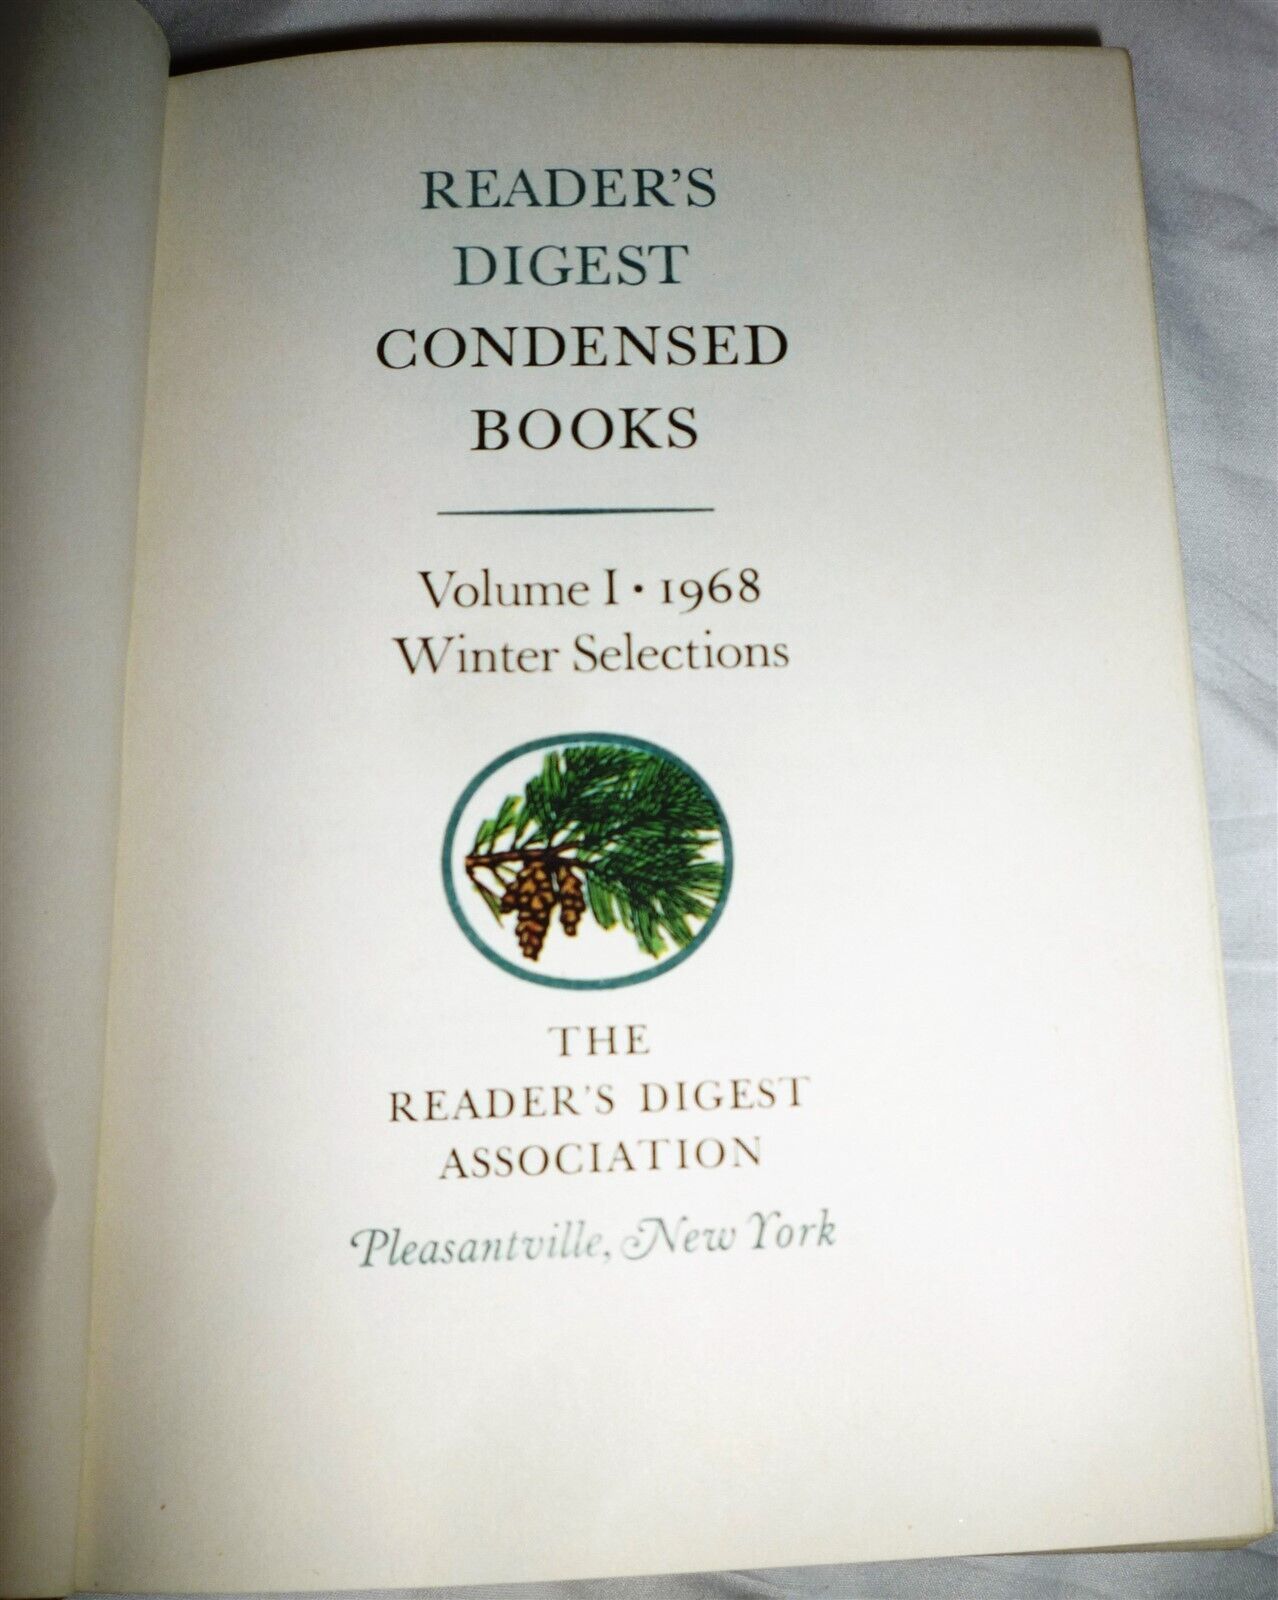 READER'S
DIGEST
CONDENSED
BOOKS
Volume I · 1968
Winter Selections
THE
READER'S DIGEST
ASSOCIATION
Pleasantville, New York